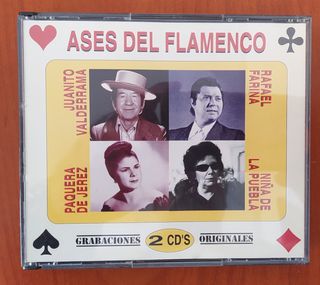 ASES DEL FLAMENCO
JUANITO
VALDERRAMA
RAFAEL
FARINA
PAQUERA
DE JEREZ
NIÑA DE
LA PUEBLA
GRABACIONES 2 CD'S ORIGINALES